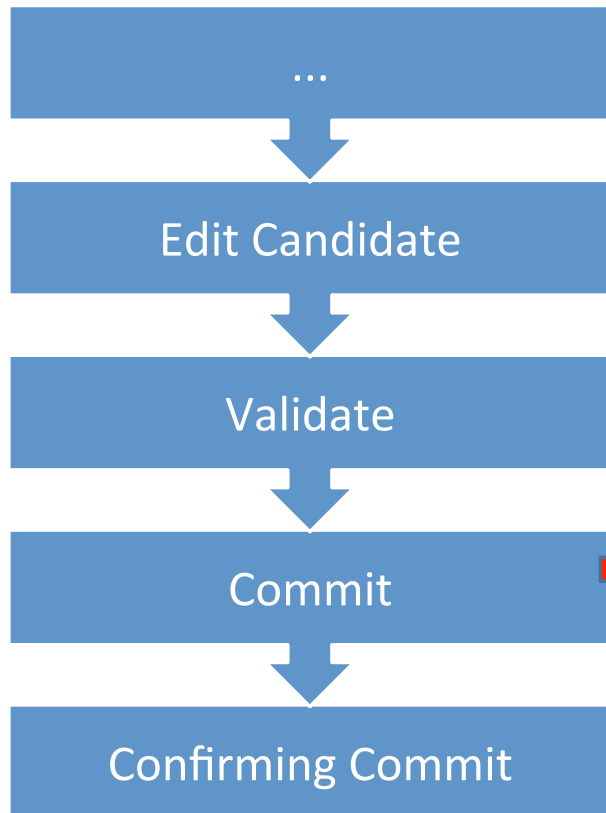 ...
Edit Candidate
Validate
Commit
Confirming Commit